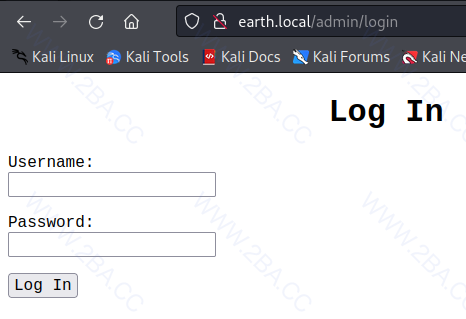 earth.local/admin/login
Kali Linux Kali Tools Kali Docs Kali Forums Kali Ne
Log In
Username:
Password:
Log In
WWW.2BA.CC
WWW.2BA.CC
WWW.2BA.CC
WWW.2BA.CC
WWW.2BA.CC
WWW.2BA.CC